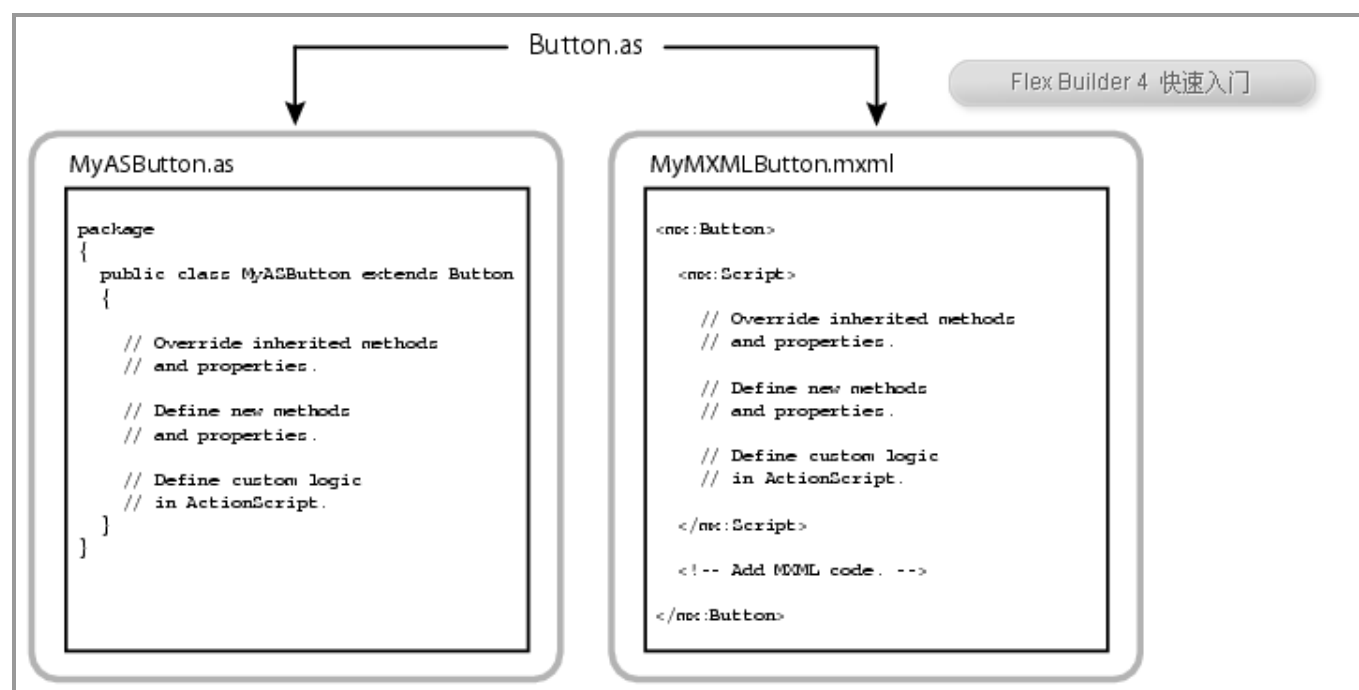 Button.as
Flex Builder 4 快速入门
MyASButton.as
package
{
public class MyASButton extends Button
{
// Override inherited methods
// and properties.
// Define new methods
// and properties.
// Define custom logic
// in ActionScript.
}
}
MyMXMLButton.mxml
<mx:Button>
<mx:Script>
// Override inherited methods
// and properties.
// Define new methods
// and properties.
// Define custom logic
// in ActionScript.
</mx:Script>
<!-- Add MXML code. -->
</mx:Button>